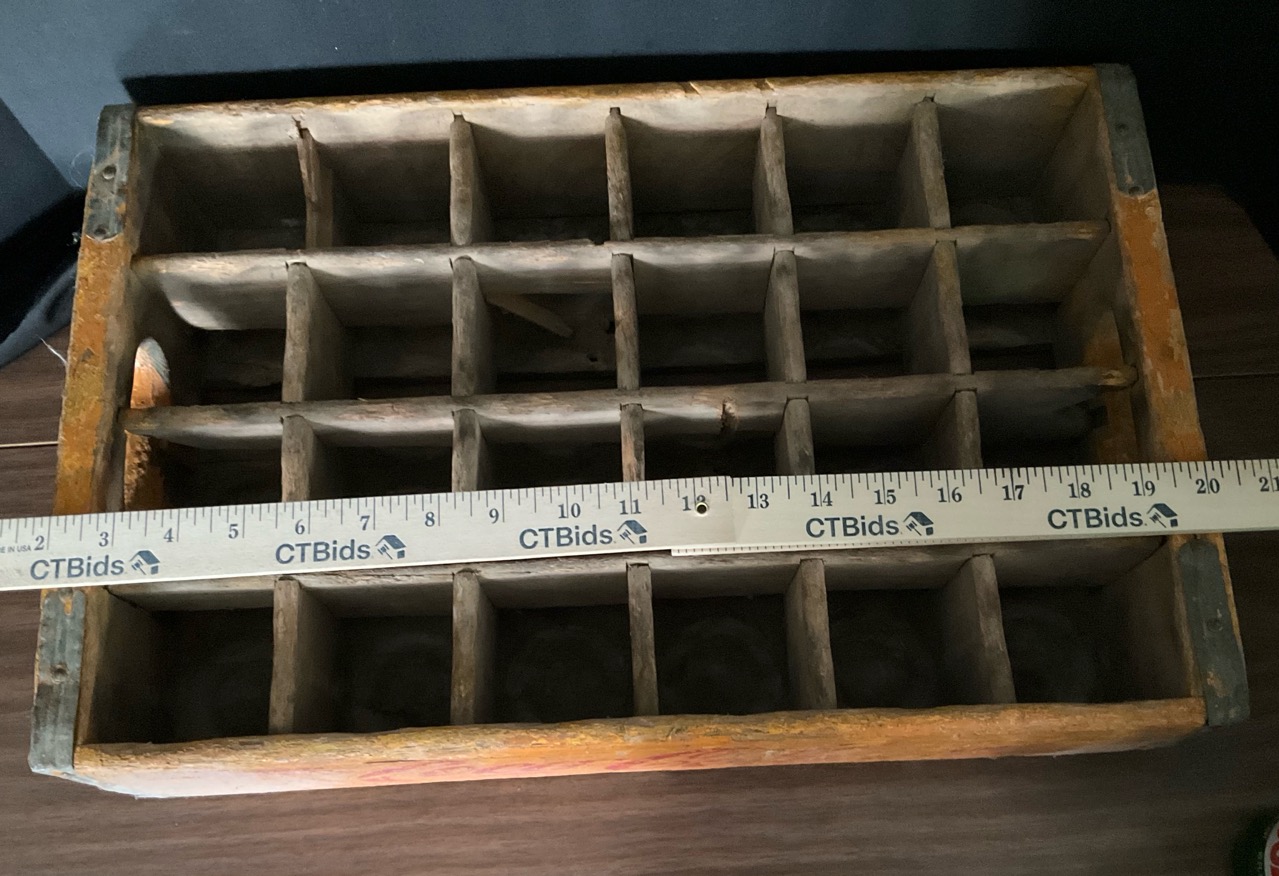 2 3 4 5 6 7 8 9 10 11 12 13 14 15 16 17 18 19 20 21
MADE IN USA
CTBids CTBids CTBids CTBids CTBids